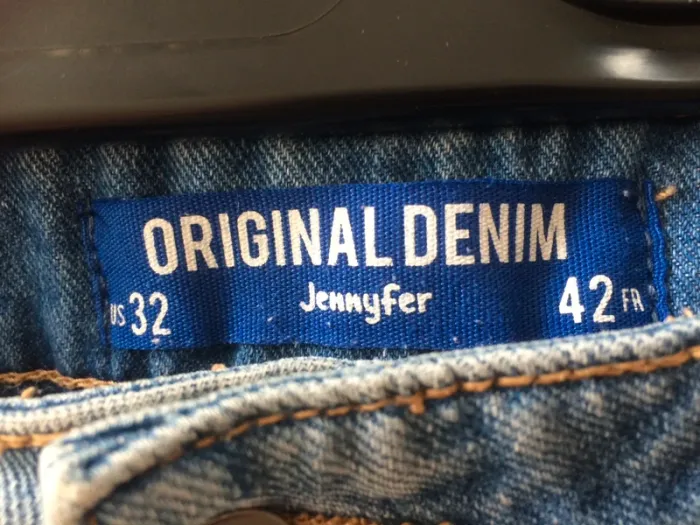 ORIGINAL DENIM
Jennyfer
US 32
42 FR